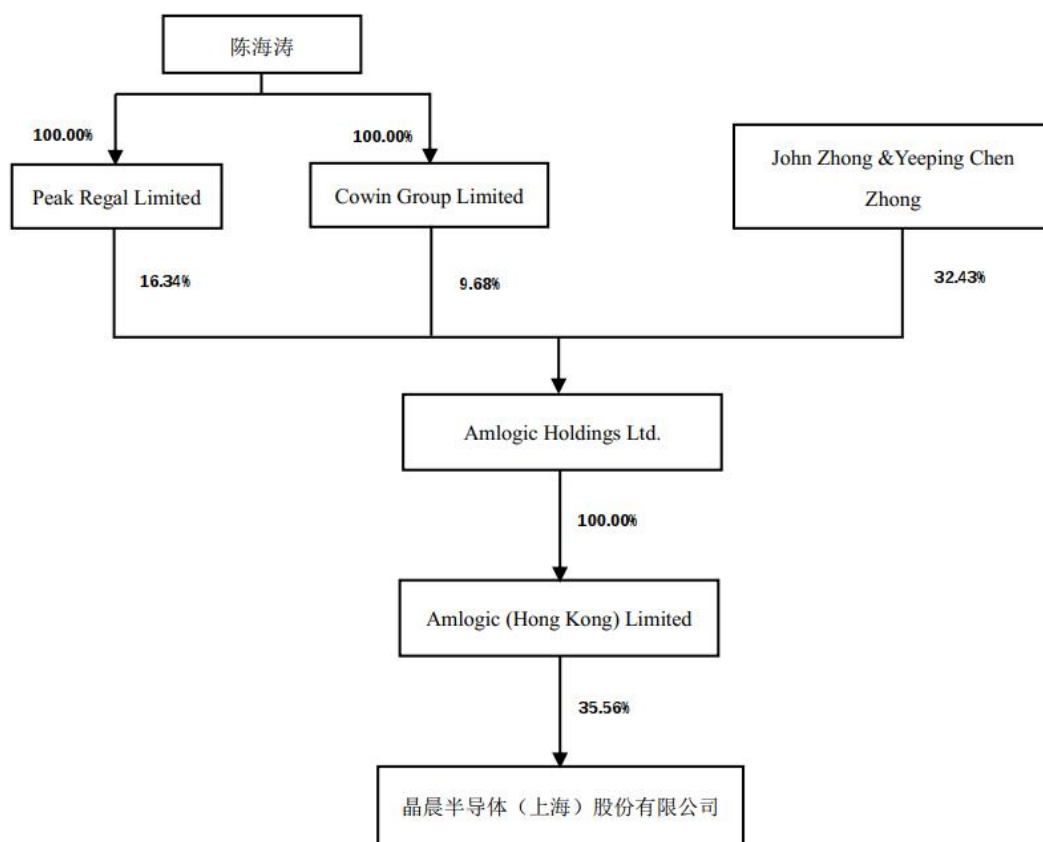 陈海涛
100.00%
100.00%
Peak Regal Limited
Cowin Group Limited
John Zhong &Yeeping Chen
Zhong
16.34%
9.68%
32.43%
Amlogic Holdings Ltd.
100.00%
Amlogic (Hong Kong) Limited
35.56%
晶晨半导体（上海）股份有限公司